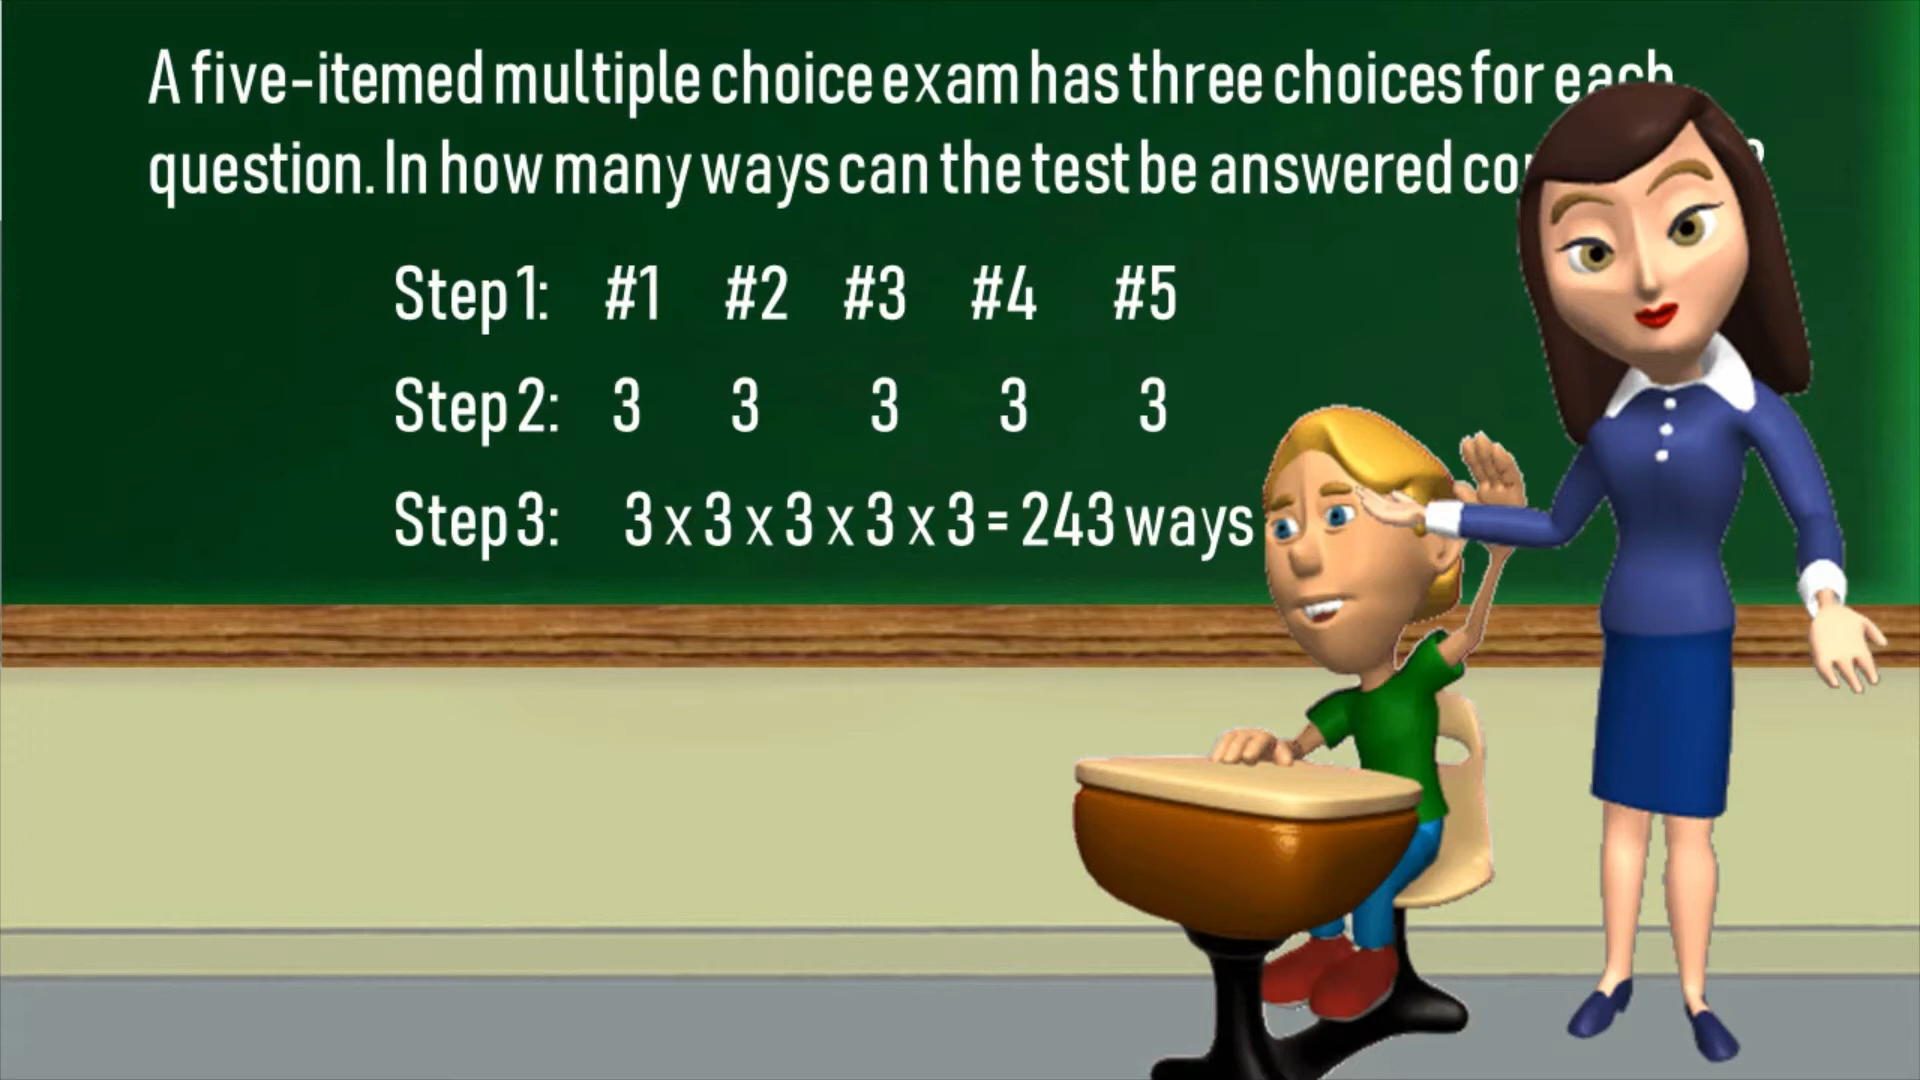 A five-itemed multiple choice exam has three choices for each
question. In how many ways can the test be answered
Step 1: #1 #2 #3 #4 #5
Step 2: 3 3 3 3 3
Step 3: 3 x 3 x 3 x 3 x 3 = 243 ways